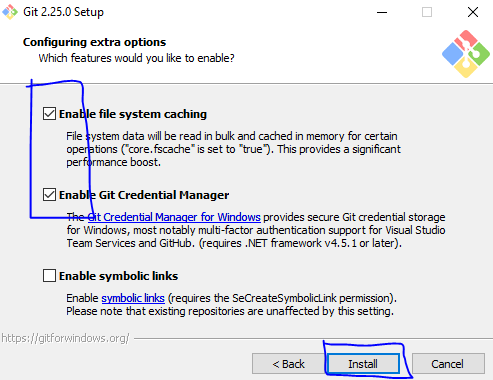 Git 2.25.0 Setup
Configuring extra options
Which features would you like to enable?
Enable file system caching
File system data will be read in bulk and cached in memory for certain
operations ("core.fscache" is set to "true"). This provides a significant
performance boost.
Enable Git Credential Manager
The Git Credential Manager for Windows provides secure Git credential storage
for Windows, most notably multi-factor authentication support for Visual Studio
Team Services and GitHub. (requires .NET framework v4.5.1 or later).
Enable symbolic links
Enable symbolic links (requires the SeCreateSymbolicLink permission).
Please note that existing repositories are unaffected by this setting.
https://gitforwindows.org/
< Back Install Cancel